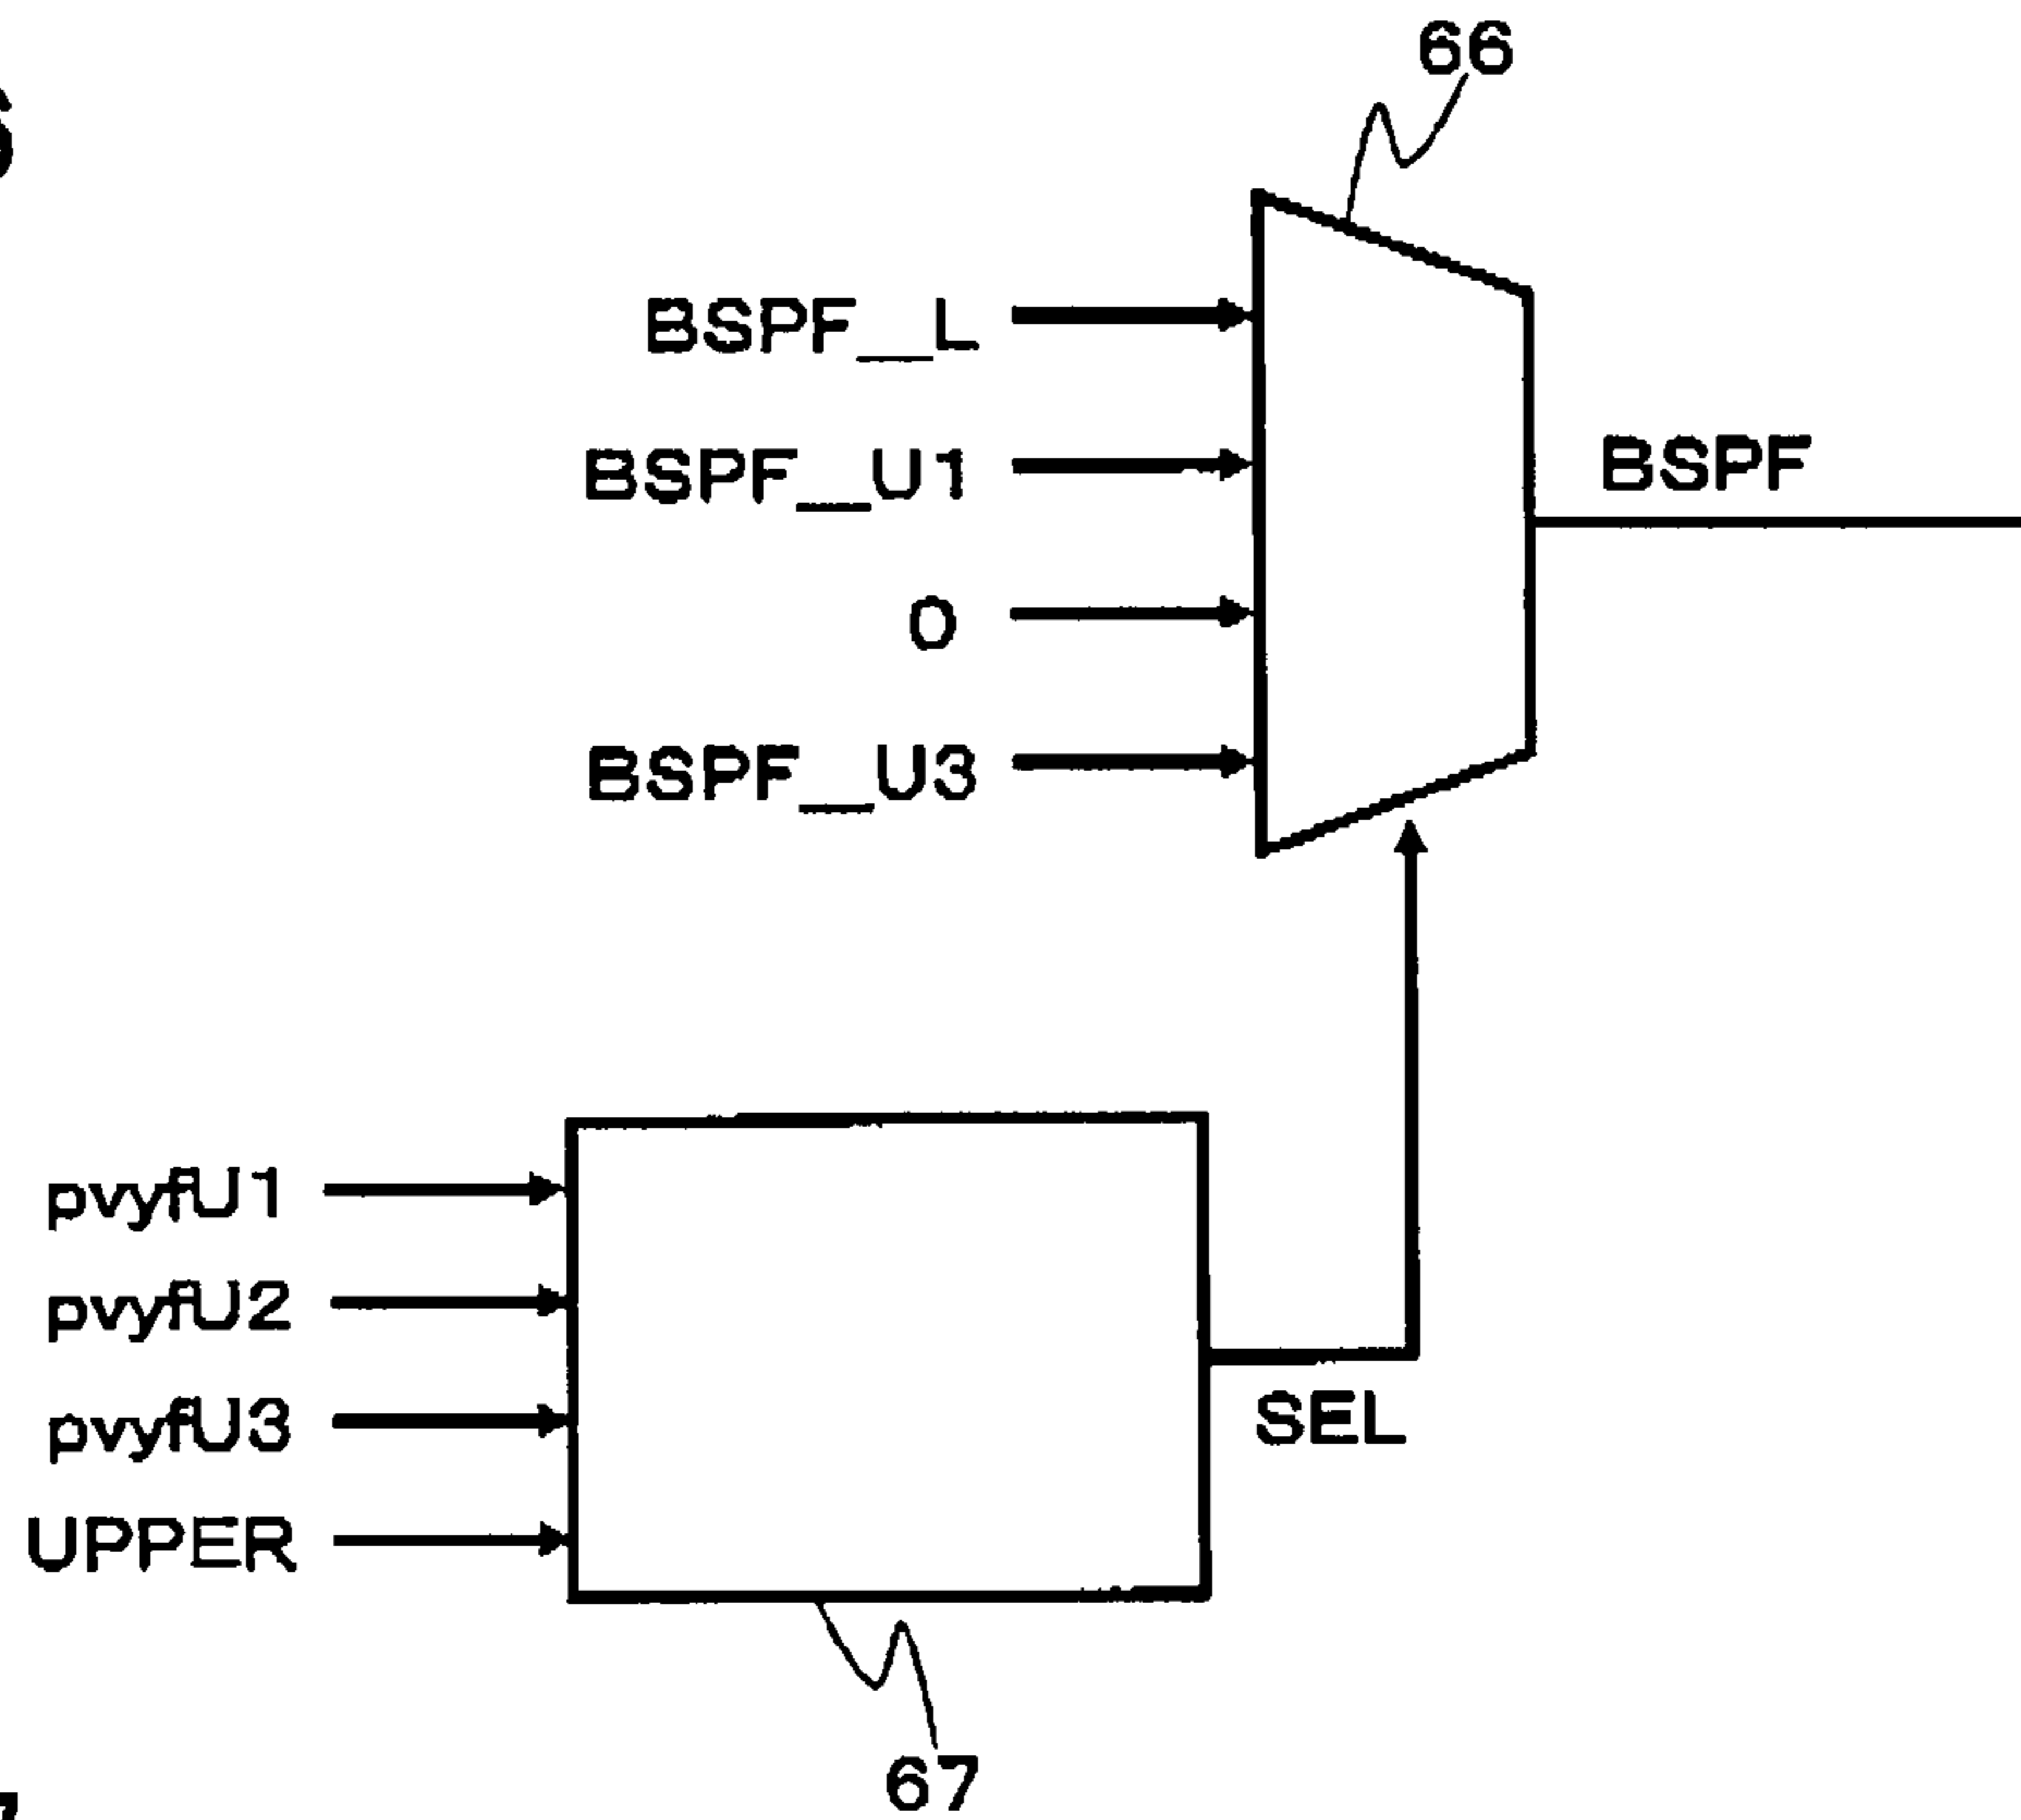 66
BSPF__L
BSPF__U1
BSPF
0
BSPF__U3
pvyfU1
pvyfU2
pvyfU3
SEL
UPPER
67